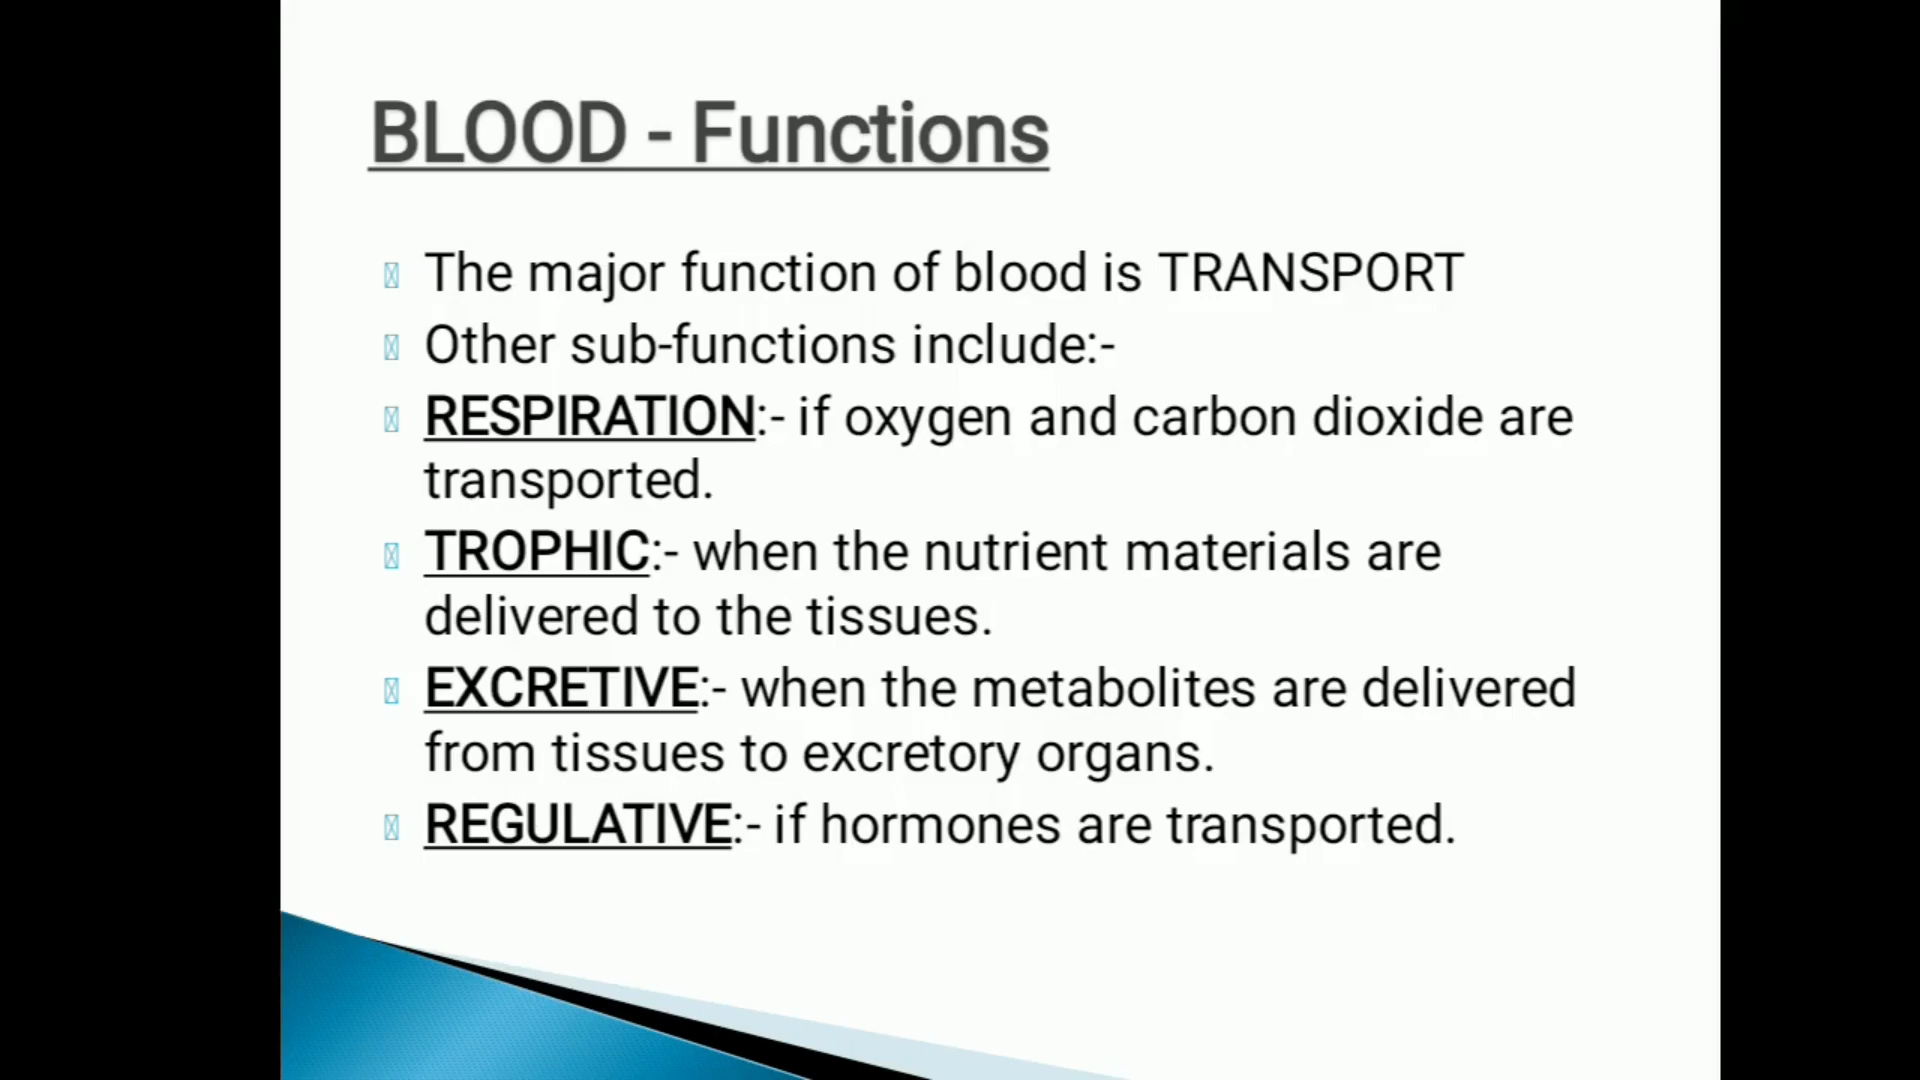 BLOOD - Functions
The major function of blood is TRANSPORT
Other sub-functions include:-
RESPIRATION:- if oxygen and carbon dioxide are
transported.
TROPHIC:- when the nutrient materials are
delivered to the tissues.
EXCRETIVE:- when the metabolites are delivered
from tissues to excretory organs.
REGULATIVE:- if hormones are transported.